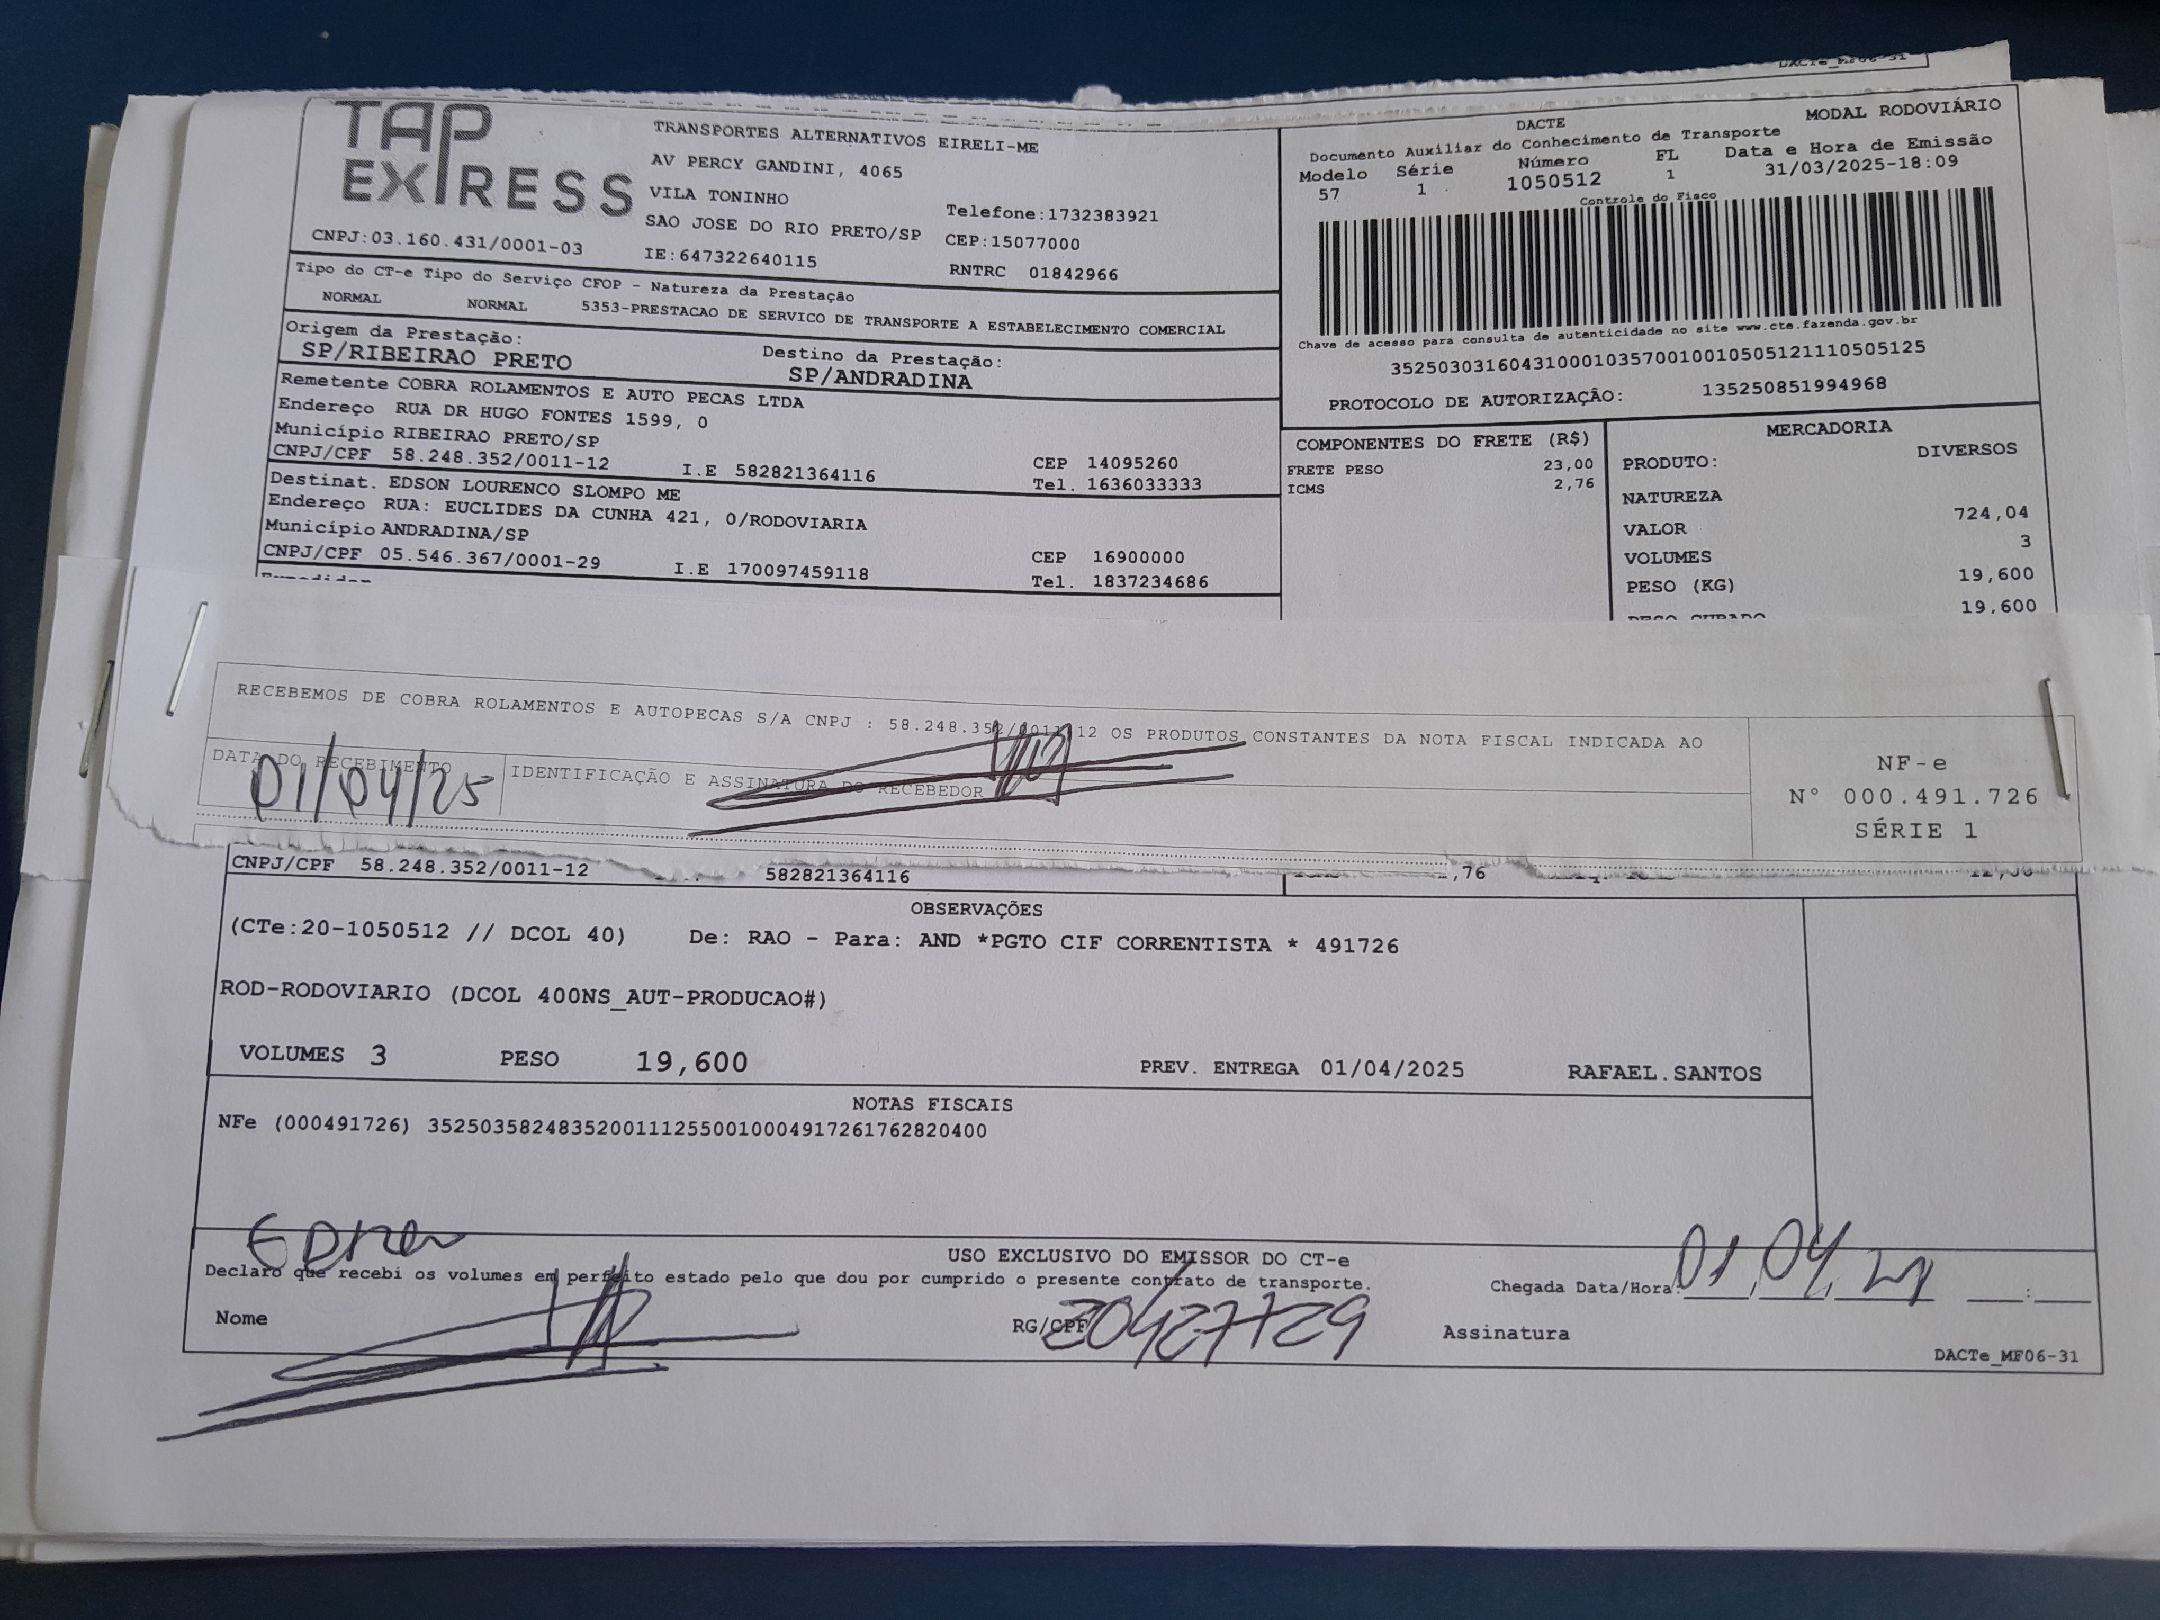 DACTe_MF06-31
TAP EXPRESS
TRANSPORTES ALTERNATIVOS EIRELI-ME
AV PERCY GANDINI, 4065
VILA TONINHO
SAO JOSE DO RIO PRETO/SP
Telefone:1732383921
CEP:15077000
CNPJ:03.160.431/0001-03
IE:647322640115
RNTRC 01842966
DACTE
MODAL RODOVIÁRIO
Documento Auxiliar do Conhecimento de Transporte
Modelo Série Número FL Data e Hora de Emissão
57 1 1050512 1 31/03/2025-18:09
Controle do Fisco
Chave de acesso para consulta de autenticidade no site www.cte.fazenda.gov.br
35250303160431000103570010010505121110505125
PROTOCOLO DE AUTORIZAÇÃO: 135250851994968
Tipo do CT-e Tipo do Serviço CFOP - Natureza da Prestação
NORMAL NORMAL 5353-PRESTACAO DE SERVICO DE TRANSPORTE A ESTABELECIMENTO COMERCIAL
Origem da Prestação: Destino da Prestação:
SP/RIBEIRAO PRETO SP/ANDRADINA
Remetente COBRA ROLAMENTOS E AUTO PECAS LTDA
Endereço RUA DR HUGO FONTES 1599, 0
Município RIBEIRAO PRETO/SP CEP 14095260
CNPJ/CPF 58.248.352/0011-12 I.E 582821364116 Tel. 1636033333
Destinat. EDSON LOURENCO SLOMPO ME
Endereço RUA: EUCLIDES DA CUNHA 421, 0/RODOVIARIA
Município ANDRADINA/SP CEP 16900000
CNPJ/CPF 05.546.367/0001-29 I.E 170097459118 Tel. 1837234686
COMPONENTES DO FRETE (R$)
FRETE PESO 23,00
ICMS 2,76
MERCADORIA
PRODUTO: DIVERSOS
NATUREZA
VALOR 724,04
VOLUMES 3
PESO (KG) 19,600
PESO CUBADO 19,600
RECEBEMOS DE COBRA ROLAMENTOS E AUTOPECAS S/A CNPJ : 58.248.352/0011-12 OS PRODUTOS CONSTANTES DA NOTA FISCAL INDICADA AO
DATA DO RECEBIMENTO IDENTIFICAÇÃO E ASSINATURA DO RECEBEDOR
01/04/25
NF-e
N° 000.491.726
SÉRIE 1
CNPJ/CPF 58.248.352/0011-12 582821364116 ,76
OBSERVAÇÕES
(CTe:20-1050512 // DCOL 40) De: RAO - Para: AND *PGTO CIF CORRENTISTA * 491726
ROD-RODOVIARIO (DCOL 400NS_AUT-PRODUCAO#)
VOLUMES 3 PESO 19,600 PREV. ENTREGA 01/04/2025 RAFAEL.SANTOS
NOTAS FISCAIS
NFe (000491726) 35250358248352001112550010004917261762820400
USO EXCLUSIVO DO EMISSOR DO CT-e
Declaro que recebi os volumes em perfeito estado pelo que dou por cumprido o presente contrato de transporte.
Chegada Data/Hora:
Nome RG/CPF Assinatura
DACTe_MF06-31